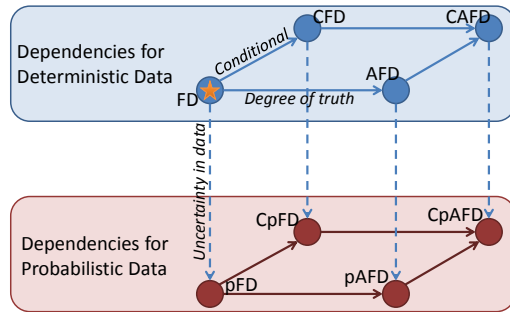 CFD
CAFD
Dependencies for
Deterministic Data
Conditional
AFD
FD
Degree of truth
Uncertainty in data
CpFD
CpAFD
Dependencies for
Probabilistic Data
pFD
pAFD